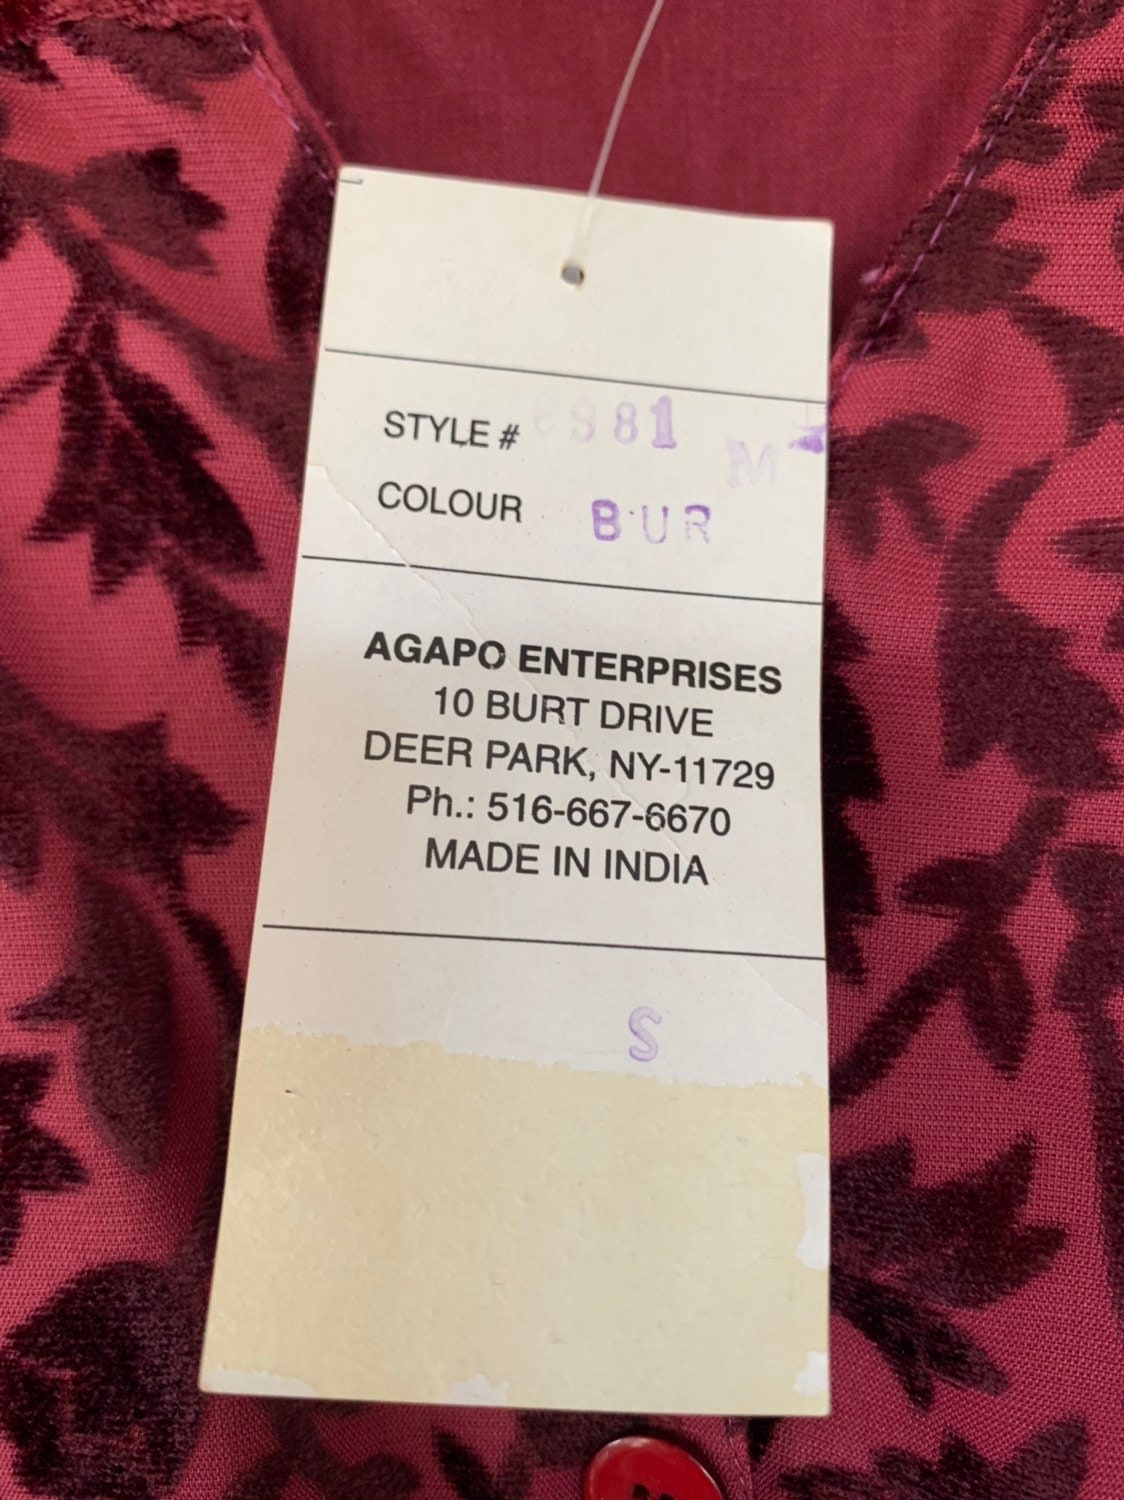 STYLE # 8981 M
COLOUR BUR
AGAPO ENTERPRISES
10 BURT DRIVE
DEER PARK, NY-11729
Ph.: 516-667-6670
MADE IN INDIA
S